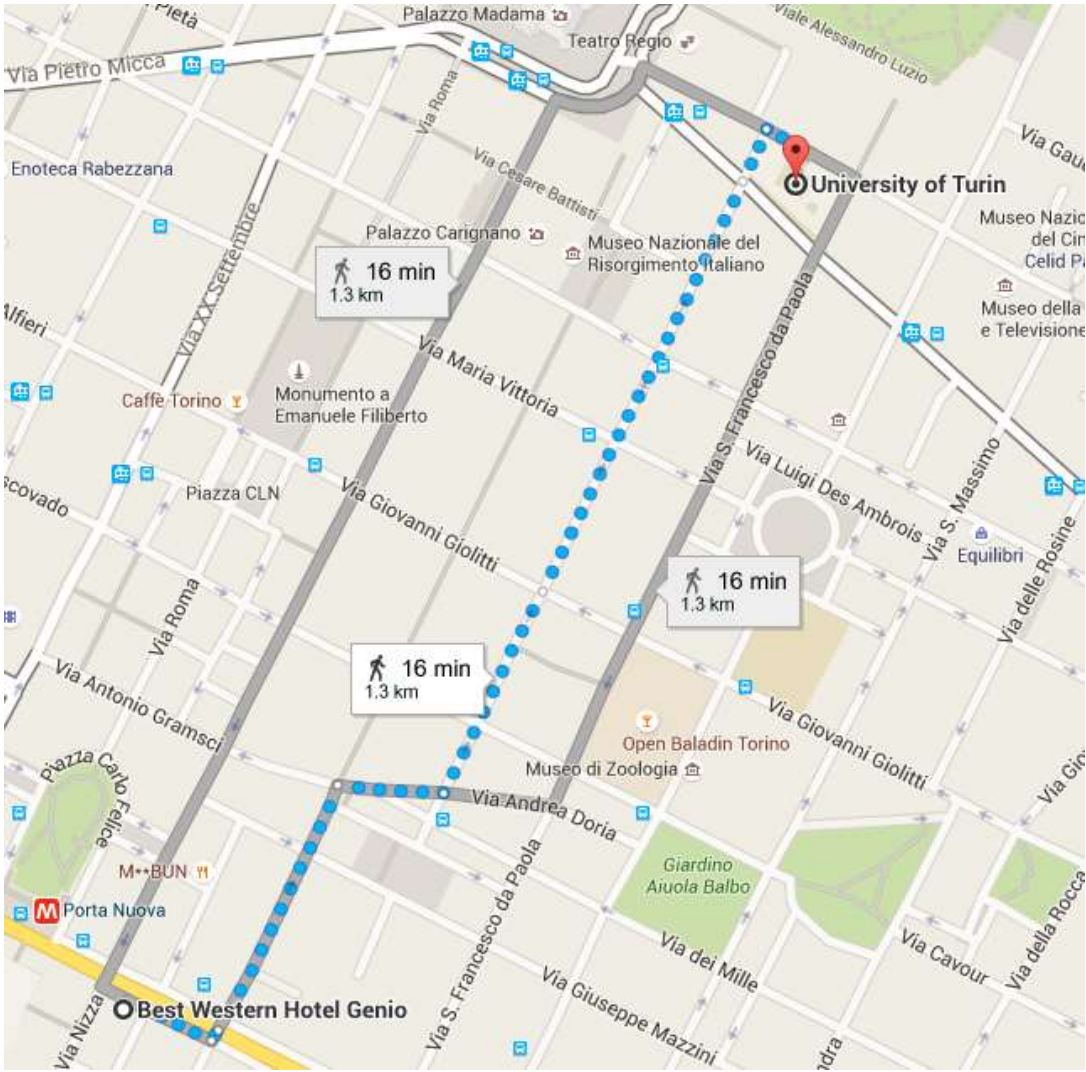 Pietà
Palazzo Madama
Viale Alessandro Luzio
Teatro Regio
Via Pietro Micca
Via Roma
Via Gau
Enoteca Rabezzana
Via Cesare Battisti
University of Turin
Via XX Settembre
Palazzo Carignano
Museo Nazionale del
Risorgimento Italiano
Museo Nazio
del Cin
Celid Pa
16 min
1.3 km
Museo della
e Televisione
Alfieri
Via S. Francesco da Paola
Via Maria Vittoria
Monumento a
Emanuele Filiberto
Caffè Torino
Via Luigi Des Ambrois
Via S. Massimo
scovado
Piazza CLN
Via Giovanni Giolitti
Equilibri
Via delle Rosine
16 min
1.3 km
Via Roma
16 min
1.3 km
Via Antonio Gramsci
Via Giovanni Giolitti
Open Baladin Torino
Museo di Zoologia
Via Gio
Piazza Carlo Felice
Via Andrea Doria
M**BUN
Giardino
Aiuola Balbo
M Porta Nuova
Via S. Francesco da Paola
Via della Rocca
Via dei Mille
Via Cavour
Best Western Hotel Genio
Via Nizza
Via Giuseppe Mazzini
ndra